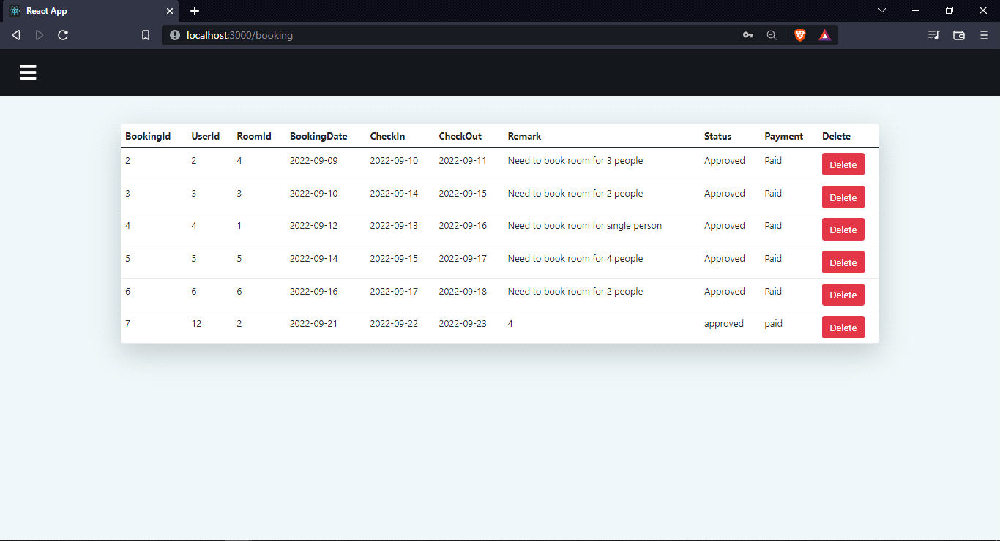 React App
localhost:3000/booking
BookingId UserId RoomId BookingDate CheckIn CheckOut Remark Status Payment Delete
2 2 4 2022-09-09 2022-09-10 2022-09-11 Need to book room for 3 people Approved Paid Delete
3 3 3 2022-09-10 2022-09-14 2022-09-15 Need to book room for 2 people Approved Paid Delete
4 4 1 2022-09-12 2022-09-13 2022-09-16 Need to book room for single person Approved Paid Delete
5 5 5 2022-09-14 2022-09-15 2022-09-17 Need to book room for 4 people Approved Paid Delete
6 6 6 2022-09-16 2022-09-17 2022-09-18 Need to book room for 2 people Approved Paid Delete
7 12 2 2022-09-21 2022-09-22 2022-09-23 4 approved paid Delete